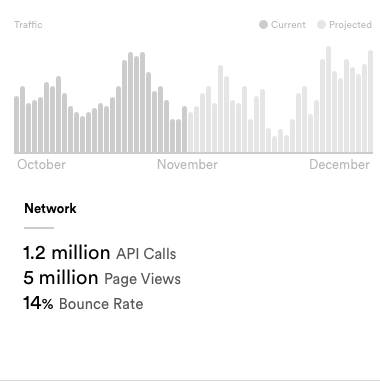 Traffic
Current
Projected
October
November
December
Network
1.2 million API Calls
5 million Page Views
14% Bounce Rate